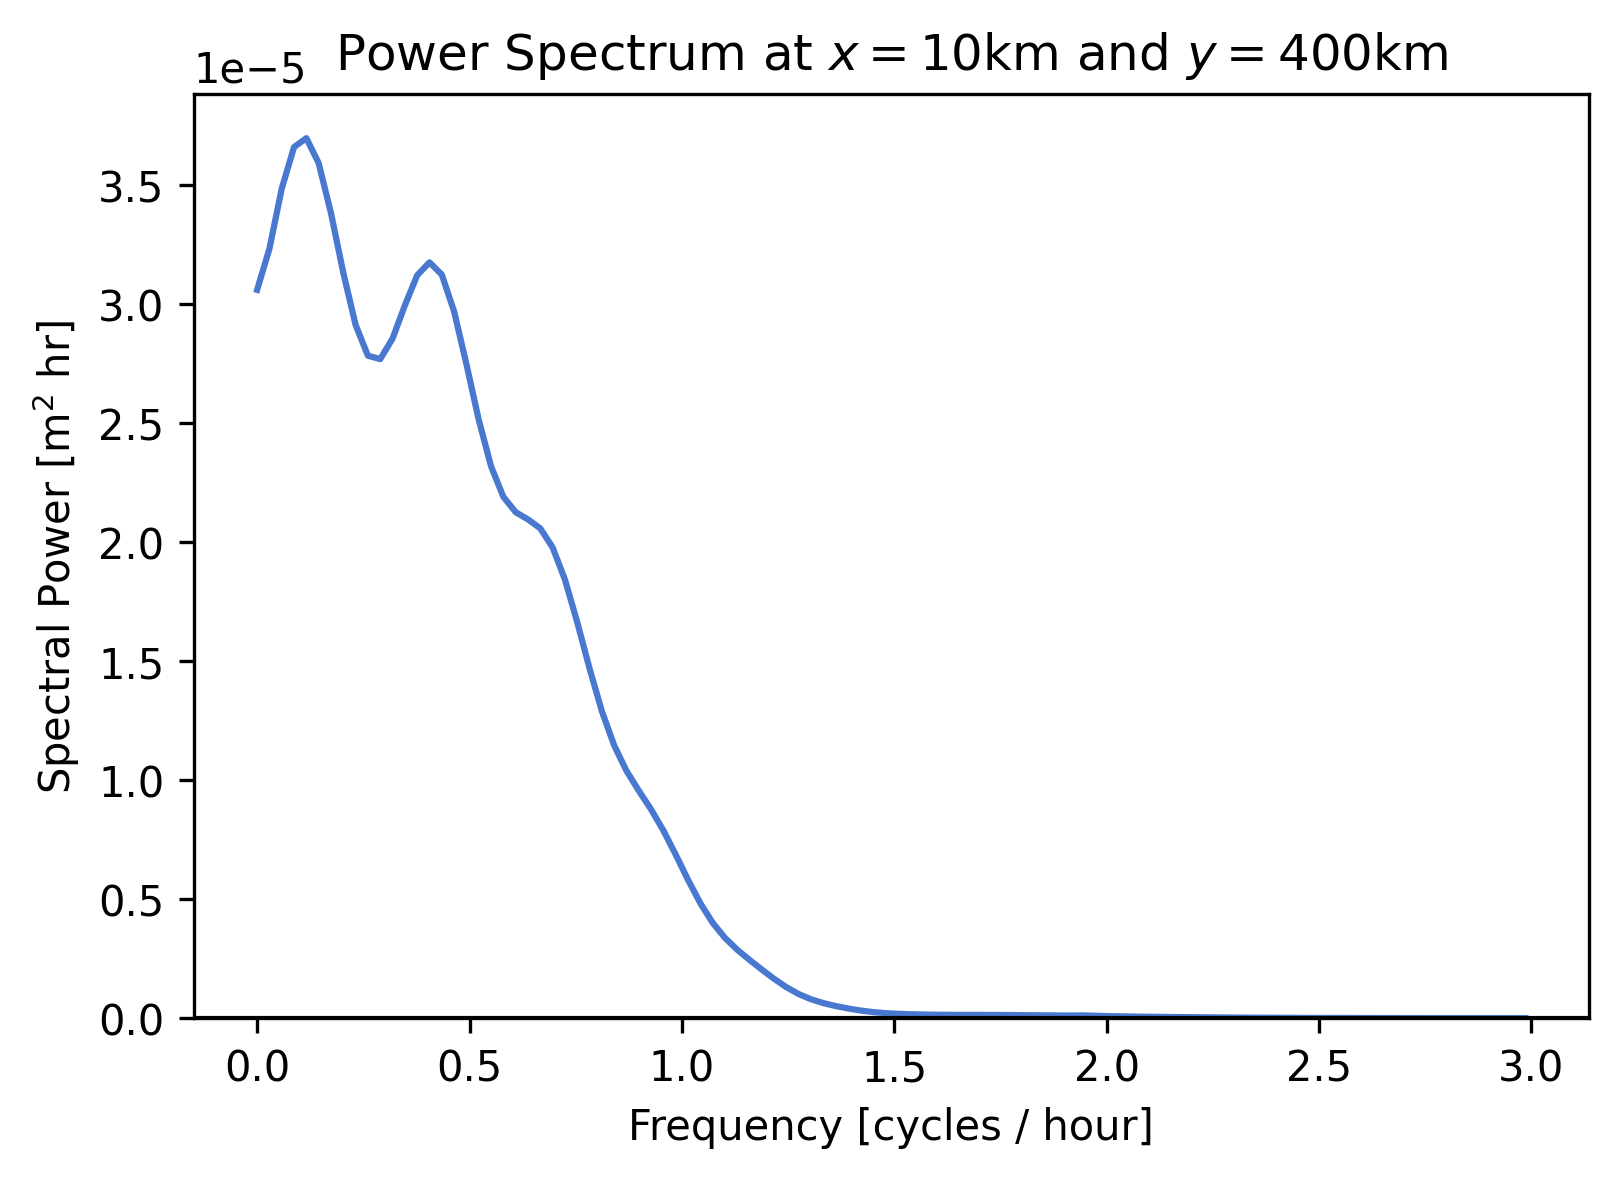 Power Spectrum at x = 10km and y = 400km
1e−5
3.5
3.0
2.5
2.0
1.5
1.0
0.5
0.0
Spectral Power [m² hr]
0.0 0.5 1.0 1.5 2.0 2.5 3.0
Frequency [cycles / hour]